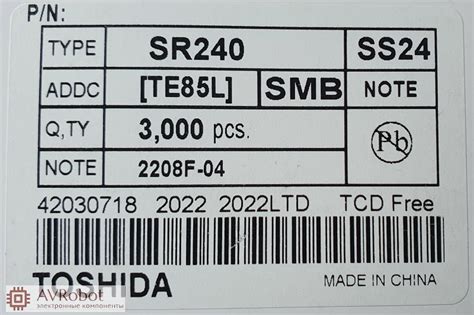 P/N:
TYPE SR240 SS24
ADDC [TE85L] SMB NOTE
Q,TY 3,000 pcs. Pb
NOTE 2208F-04
42030718 2022 2022LTD TCD Free
TOSHIDA MADE IN CHINA
AVRobot
электронные компоненты